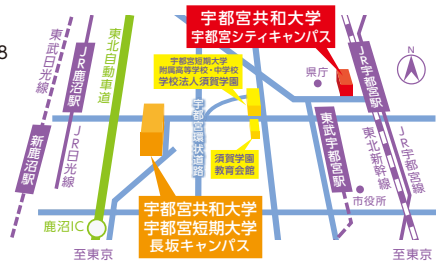 8
宇都宮共和大学
宇都宮シティキャンパス
宇都宮短期大学
附属高等学校・中学校
学校法人須賀学園
県庁
N
東武日光線
JR鹿沼駅
東北自動車道
宇都宮環状道路
JR宇都宮駅
新鹿沼駅
JR日光線
須賀学園
教育会館
東武宇都宮駅
東北新幹線
JR宇都宮線
宇都宮共和大学
宇都宮短期大学
長坂キャンパス
市役所
鹿沼IC
至東京
至東京